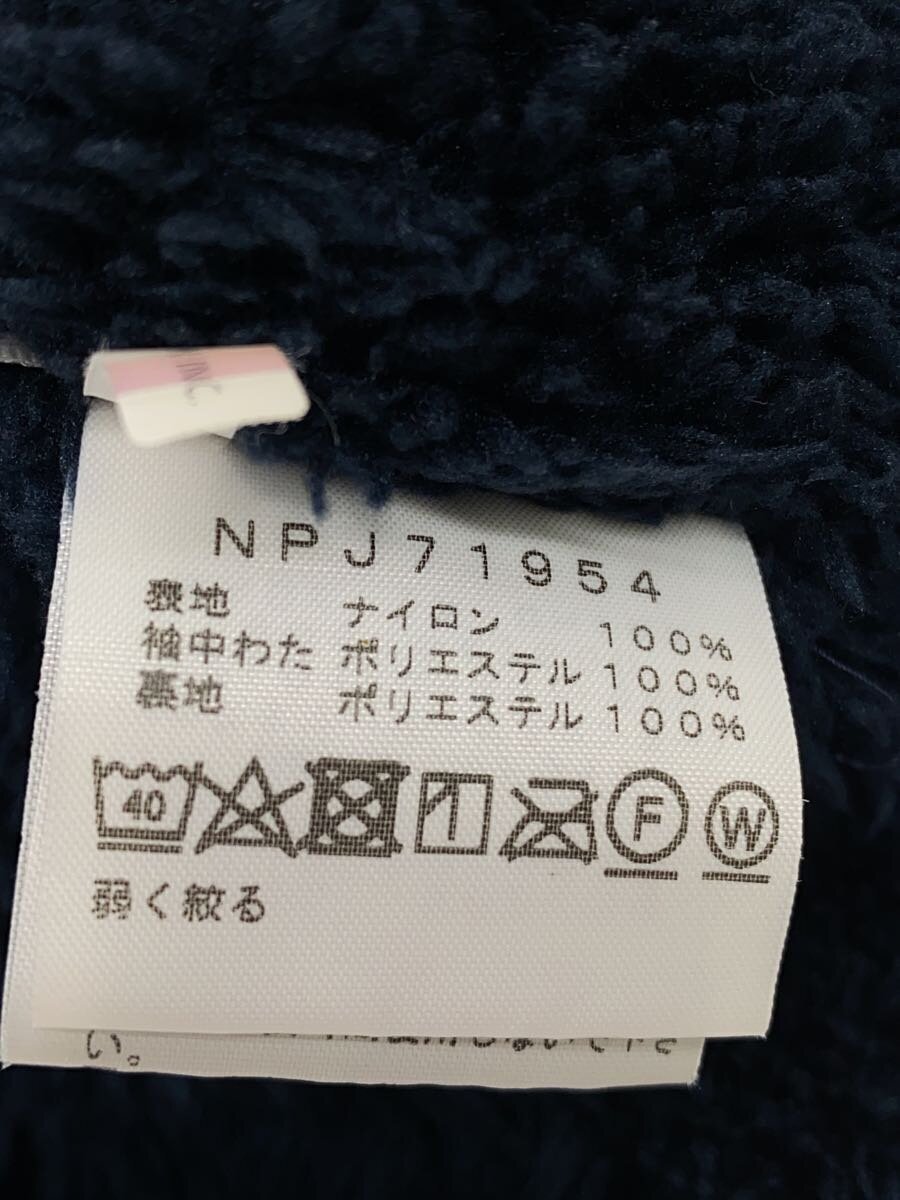 INC.
NPJ71954
表地 ナイロン 100%
袖中わた ポリエステル 100%
裏地 ポリエステル 100%
40
F
W
弱く絞る
い。